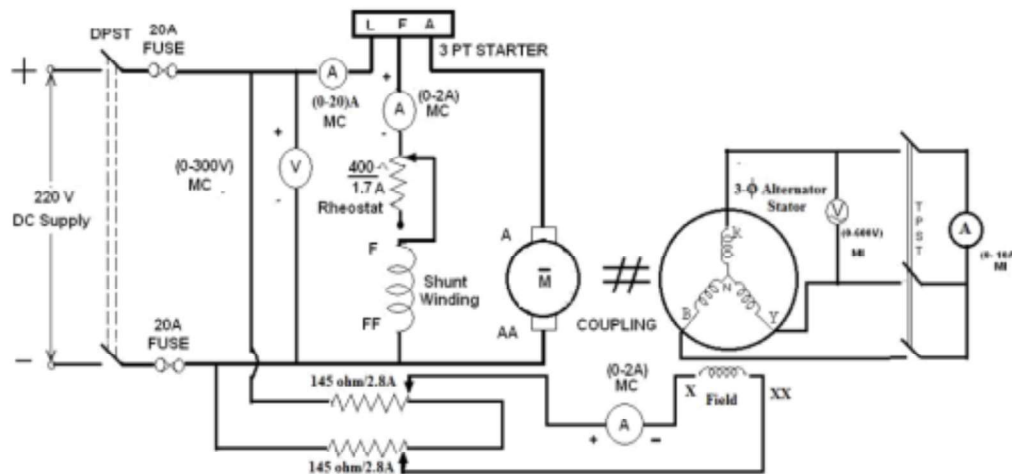 L F A
3 PT STARTER
DPST
20A
FUSE
+
A
(0-20)A
MC
+
A
-
(0-2A)
MC
(0-300V)
MC
+
V
-
400
1.7 A
Rheostat
220 V
DC Supply
F
Shunt
Winding
FF
A
M
AA
COUPLING
3-ϕ Alternator
Stator
R
N
B
Y
V
(0-600V)
MI
TPST
A
MI
-
20A
FUSE
145 ohm/2.8A
145 ohm/2.8A
(0-2A)
MC
+
A
-
X
Field
XX